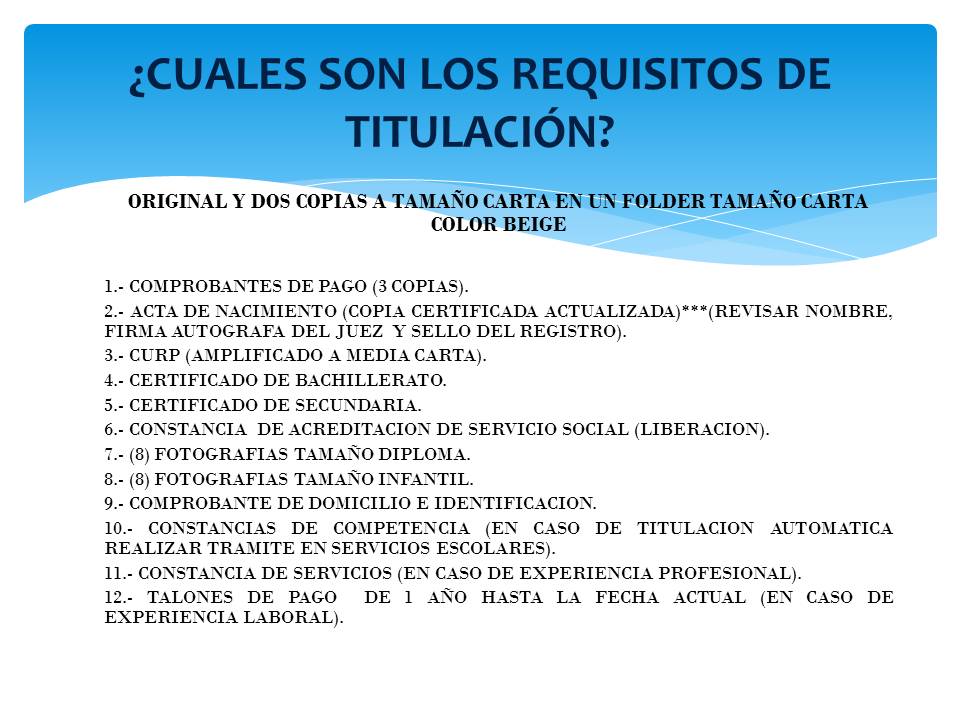 ¿CUALES SON LOS REQUISITOS DE
TITULACIÓN?
ORIGINAL Y DOS COPIAS A TAMAÑO CARTA EN UN FOLDER TAMAÑO CARTA
COLOR BEIGE
1.- COMPROBANTES DE PAGO (3 COPIAS).
2.- ACTA DE NACIMIENTO (COPIA CERTIFICADA ACTUALIZADA)***(REVISAR NOMBRE,
FIRMA AUTOGRAFA DEL JUEZ Y SELLO DEL REGISTRO).
3.- CURP (AMPLIFICADO A MEDIA CARTA).
4.- CERTIFICADO DE BACHILLERATO.
5.- CERTIFICADO DE SECUNDARIA.
6.- CONSTANCIA DE ACREDITACION DE SERVICIO SOCIAL (LIBERACION).
7.- (8) FOTOGRAFIAS TAMAÑO DIPLOMA.
8.- (8) FOTOGRAFIAS TAMAÑO INFANTIL.
9.- COMPROBANTE DE DOMICILIO E IDENTIFICACION.
10.- CONSTANCIAS DE COMPETENCIA (EN CASO DE TITULACION AUTOMATICA
REALIZAR TRAMITE EN SERVICIOS ESCOLARES).
11.- CONSTANCIA DE SERVICIOS (EN CASO DE EXPERIENCIA PROFESIONAL).
12.- TALONES DE PAGO DE 1 AÑO HASTA LA FECHA ACTUAL (EN CASO DE
EXPERIENCIA LABORAL).